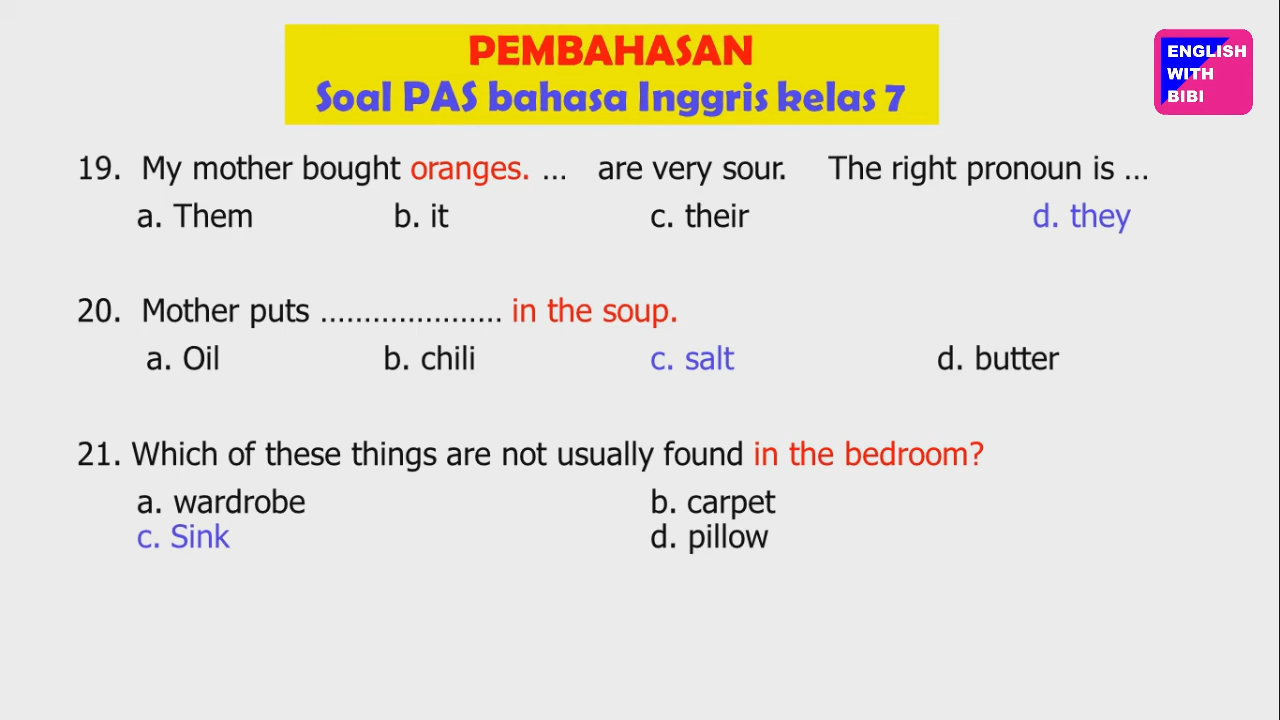 PEMBAHASAN
Soal PAS bahasa Inggris kelas 7
ENGLISH
WITH
BIBI
19. My mother bought oranges. ... are very sour. The right pronoun is ...
a. Them b. it c. their d. they
20. Mother puts ..................... in the soup.
a. Oil b. chili c. salt d. butter
21. Which of these things are not usually found in the bedroom?
a. wardrobe b. carpet
c. Sink d. pillow